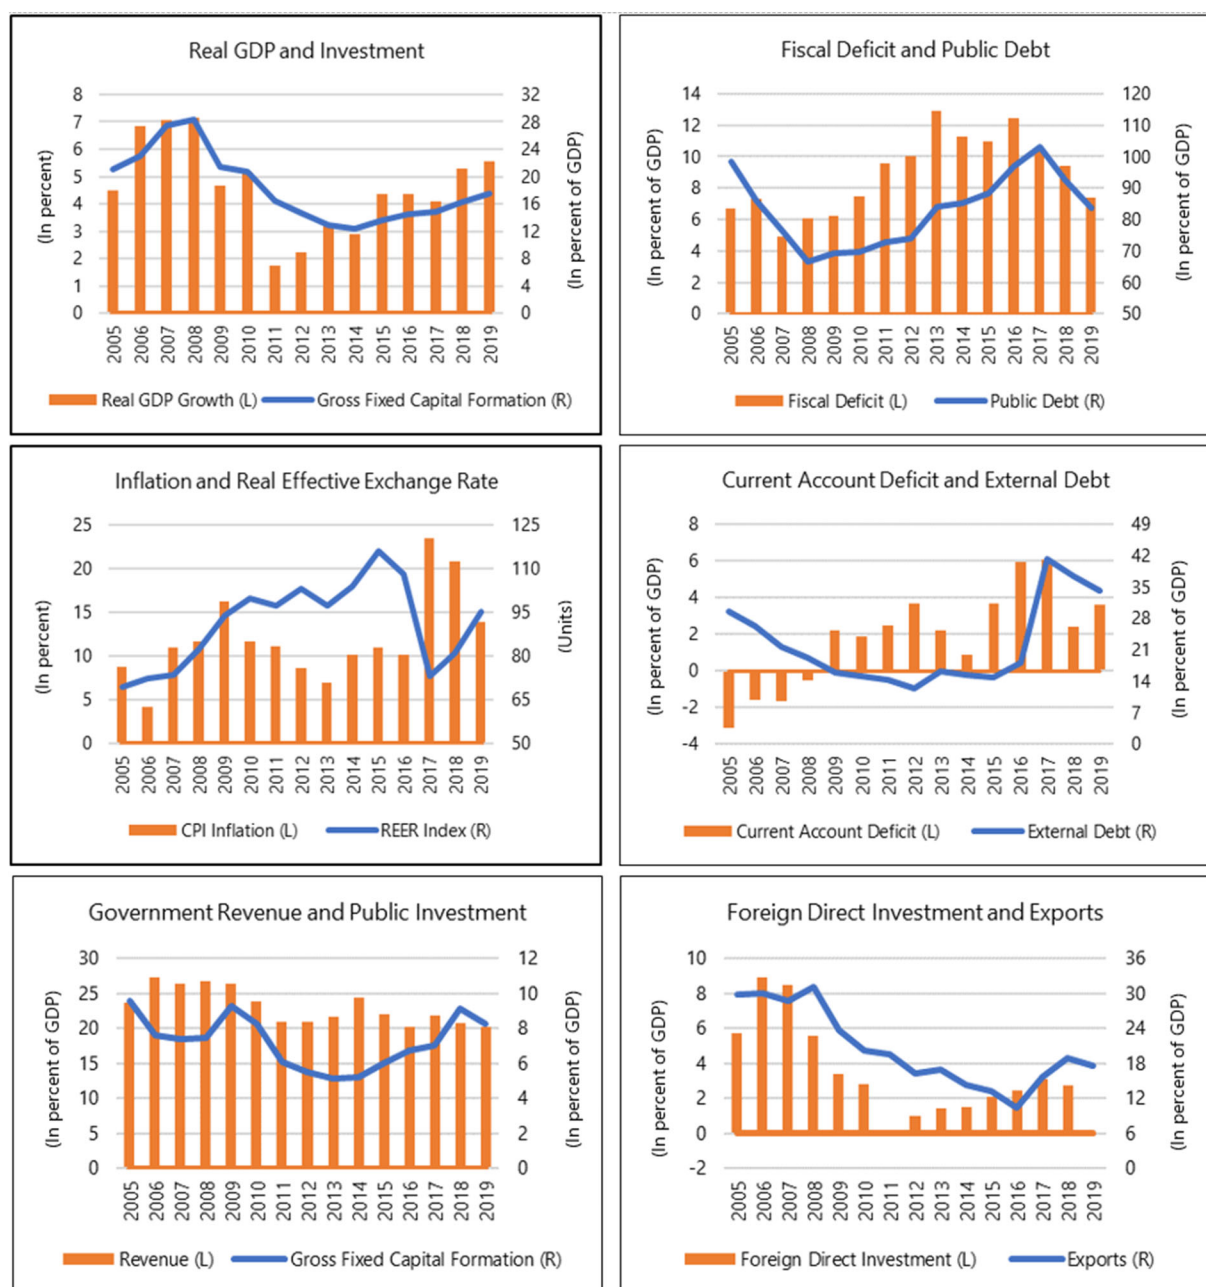 Real GDP and Investment
(In percent)
8
7
6
5
4
3
2
1
0
32
28
24
20
16
12
8
4
0
(In percent of GDP)
2005 2006 2007 2008 2009 2010 2011 2012 2013 2014 2015 2016 2017 2018 2019
Real GDP Growth (L) Gross Fixed Capital Formation (R)
Fiscal Deficit and Public Debt
(In percent of GDP)
14
12
10
8
6
4
2
0
120
110
100
90
80
70
60
50
(In percent of GDP)
2005 2006 2007 2008 2009 2010 2011 2012 2013 2014 2015 2016 2017 2018 2019
Fiscal Deficit (L) Public Debt (R)
Inflation and Real Effective Exchange Rate
(In percent)
25
20
15
10
5
0
125
110
95
80
65
50
(Units)
2005 2006 2007 2008 2009 2010 2011 2012 2013 2014 2015 2016 2017 2018 2019
CPI Inflation (L) REER Index (R)
Current Account Deficit and External Debt
(In percent of GDP)
8
6
4
2
0
-2
-4
49
42
35
28
21
14
7
0
(In percent of GDP)
2005 2006 2007 2008 2009 2010 2011 2012 2013 2014 2015 2016 2017 2018 2019
Current Account Deficit (L) External Debt (R)
Government Revenue and Public Investment
(In percent of GDP)
30
25
20
15
10
5
0
12
10
8
6
4
2
0
(In percent of GDP)
2005 2006 2007 2008 2009 2010 2011 2012 2013 2014 2015 2016 2017 2018 2019
Revenue (L) Gross Fixed Capital Formation (R)
Foreign Direct Investment and Exports
(In percent of GDP)
10
8
6
4
2
0
-2
36
30
24
18
12
6
0
(In percent of GDP)
2005 2006 2007 2008 2009 2010 2011 2012 2013 2014 2015 2016 2017 2018 2019
Foreign Direct Investment (L) Exports (R)